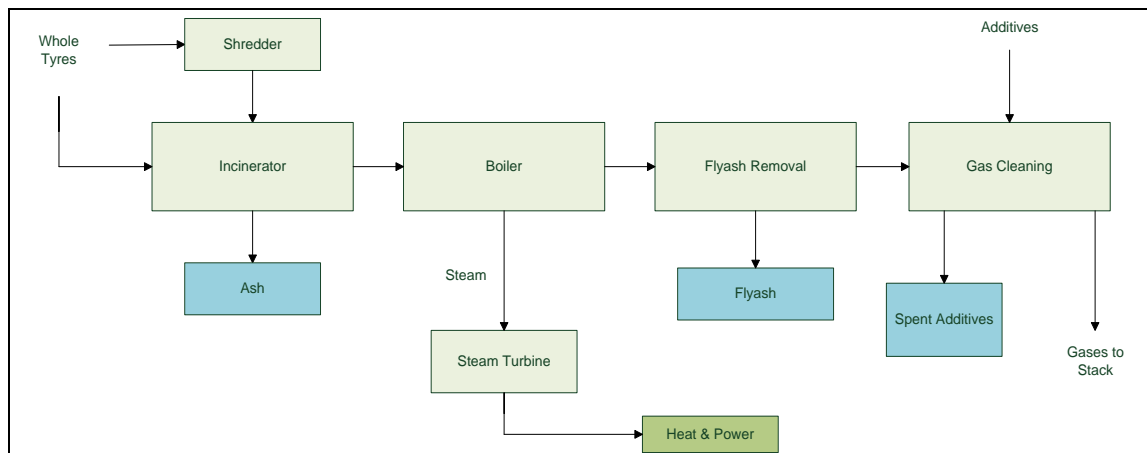 Whole
Tyres
Shredder
Additives
Incinerator
Boiler
Flyash Removal
Gas Cleaning
Steam
Ash
Flyash
Spent Additives
Gases to
Stack
Steam Turbine
Heat & Power